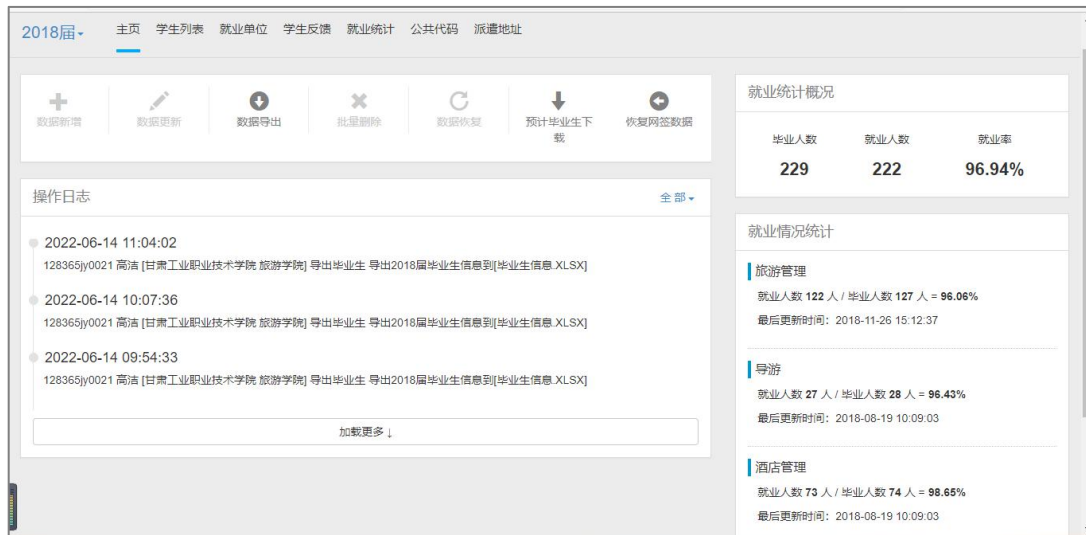 2018届
主页 学生列表 就业单位 学生反馈 就业统计 公共代码 派遣地址
数据新增 数据更新 数据导出 批量删除 数据恢复 预计毕业生下载 恢复网签数据
操作日志 全部
2022-06-14 11:04:02
128365jy0021 高洁 [甘肃工业职业技术学院 旅游学院] 导出毕业生 导出2018届毕业生信息到[毕业生信息.XLSX]
2022-06-14 10:07:36
128365jy0021 高洁 [甘肃工业职业技术学院 旅游学院] 导出毕业生 导出2018届毕业生信息到[毕业生信息.XLSX]
2022-06-14 09:54:33
128365jy0021 高洁 [甘肃工业职业技术学院 旅游学院] 导出毕业生 导出2018届毕业生信息到[毕业生信息.XLSX]
加载更多↓
就业统计概况
毕业人数 就业人数 就业率
229 222 96.94%
就业情况统计
旅游管理
就业人数 122 人 / 毕业人数 127 人 = 96.06%
最后更新时间：2018-11-26 15:12:37
导游
就业人数 27 人 / 毕业人数 28 人 = 96.43%
最后更新时间：2018-08-19 10:09:03
酒店管理
就业人数 73 人 / 毕业人数 74 人 = 98.65%
最后更新时间：2018-08-19 10:09:03